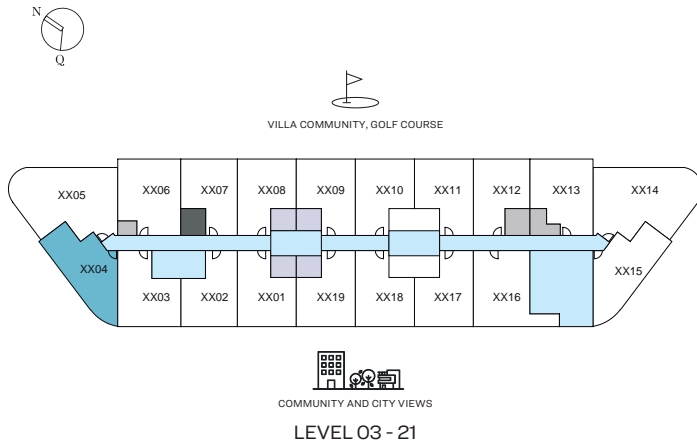 N
Q
VILLA COMMUNITY, GOLF COURSE
XX05 XX06 XX07 XX08 XX09 XX10 XX11 XX12 XX13 XX14
XX04 XX03 XX02 XX01 XX19 XX18 XX17 XX16 XX15
COMMUNITY AND CITY VIEWS
LEVEL 03 - 21